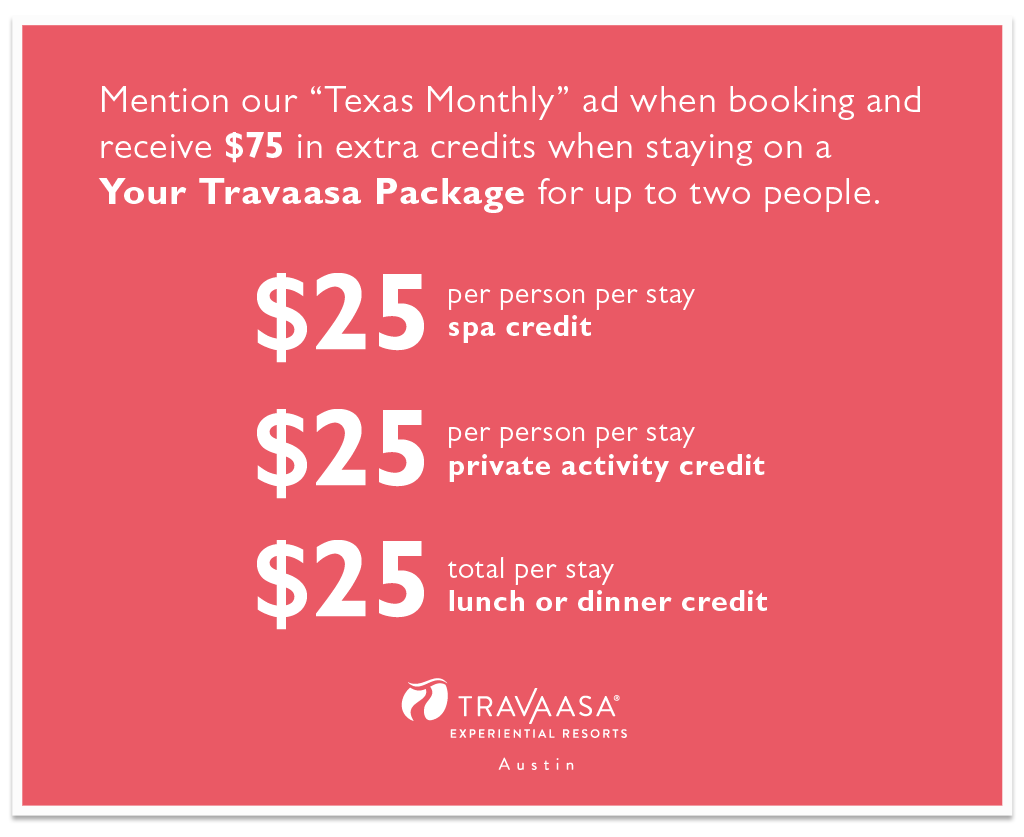 Mention our “Texas Monthly” ad when booking and
receive $75 in extra credits when staying on a
Your Travaasa Package for up to two people.
$25 per person per stay
spa credit
$25 per person per stay
private activity credit
$25 total per stay
lunch or dinner credit
TRAVAASA®
EXPERIENTIAL RESORTS
Austin